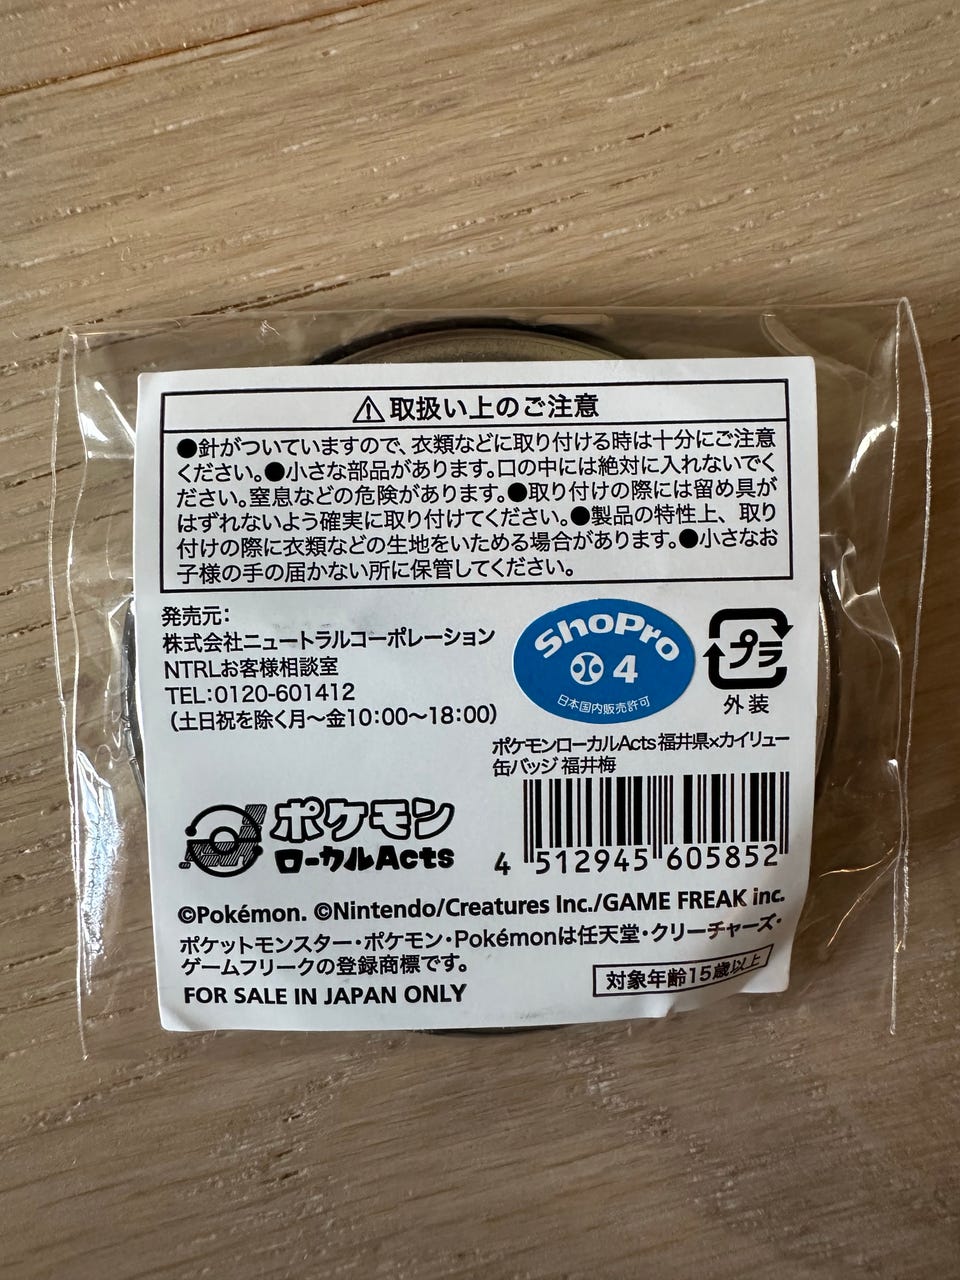 ⚠取扱い上のご注意
●針がついていますので、衣類などに取り付ける時は十分にご注意
ください。●小さな部品があります。口の中には絶対に入れないでく
ださい。窒息などの危険があります。●取り付けの際には留め具が
はずれないよう確実に取り付けてください。●製品の特性上、取り
付けの際に衣類などの生地をいためる場合があります。●小さなお
子様の手の届かない所に保管してください。
発売元:
株式会社ニュートラルコーポレーション
NTRLお客様相談室
TEL:0120-601412
(土日祝を除く月〜金10:00〜18:00)
ShoPro
4
日本国内販売許可
プラ
外装
ポケモンローカルActs福井県×カイリュー
缶バッジ 福井梅
4 512945 605852
ポケモン
ローカルActs
©Pokémon. ©Nintendo/Creatures Inc./GAME FREAK inc.
ポケットモンスター・ポケモン・Pokémonは任天堂・クリーチャーズ・
ゲームフリークの登録商標です。
FOR SALE IN JAPAN ONLY
対象年齢15歳以上